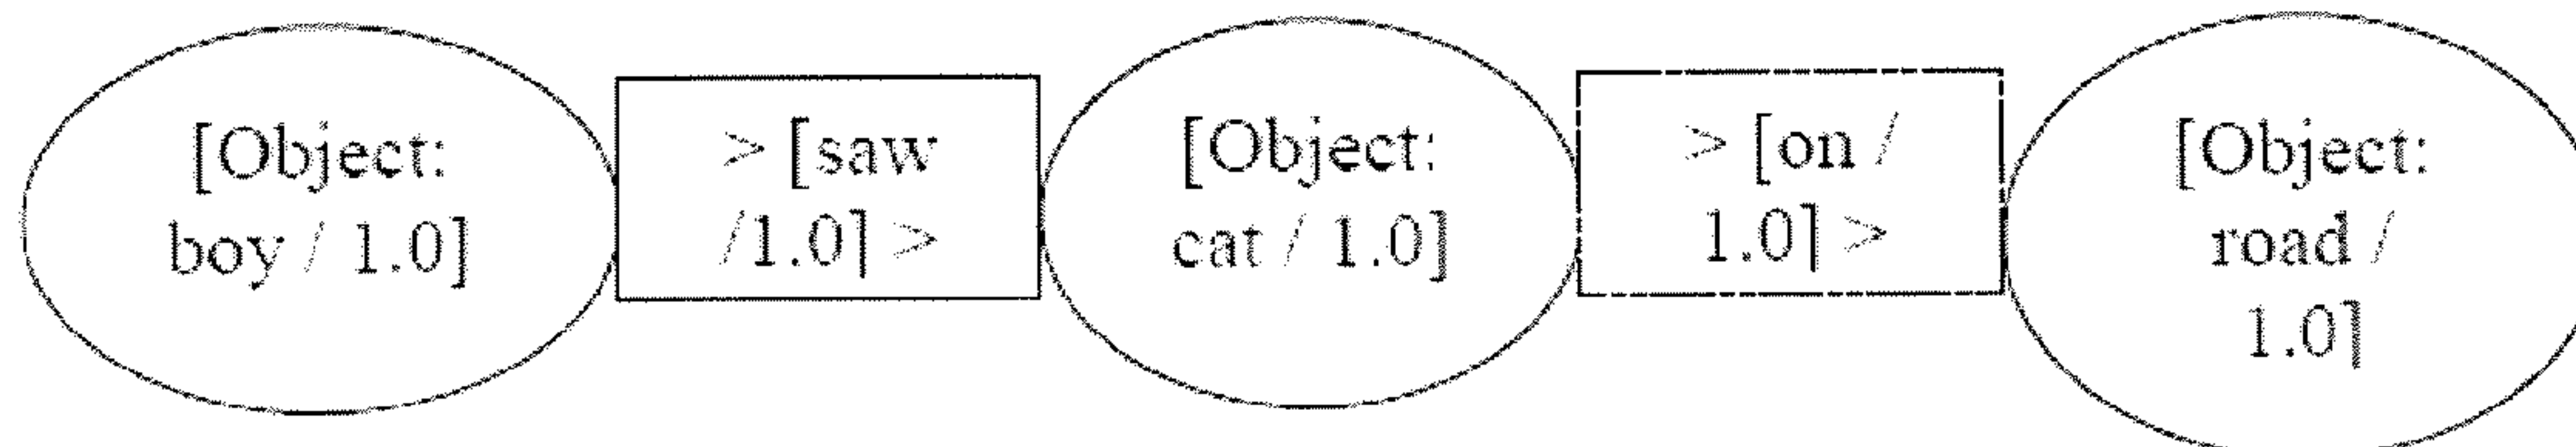 [Object:
boy / 1.0]
> [saw
/1.0] >
[Object:
cat / 1.0]
> [on /
1.0] >
[Object:
road /
1.0]